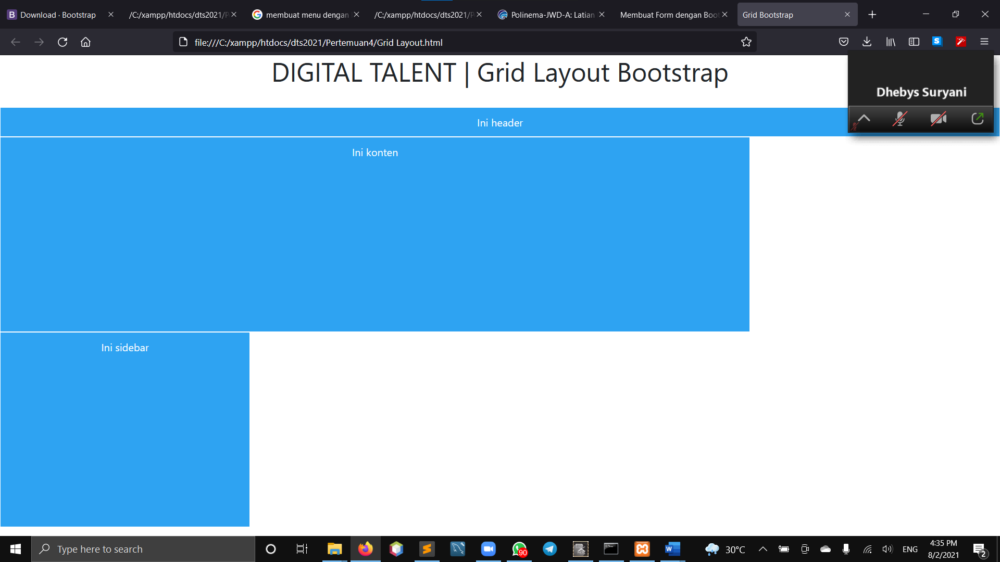 Download · Bootstrap
/C:/xampp/htdocs/dts2021/P
membuat menu dengan
/C:/xampp/htdocs/dts2021/P
Polinema-JWD-A: Latian
Membuat Form dengan Boot
Grid Bootstrap
file:///C:/xampp/htdocs/dts2021/Pertemuan4/Grid Layout.html
DIGITAL TALENT | Grid Layout Bootstrap
Dhebys Suryani
Ini header
Ini konten
Ini sidebar
Type here to search
90
30°C
ENG
4:35 PM
8/2/2021
2